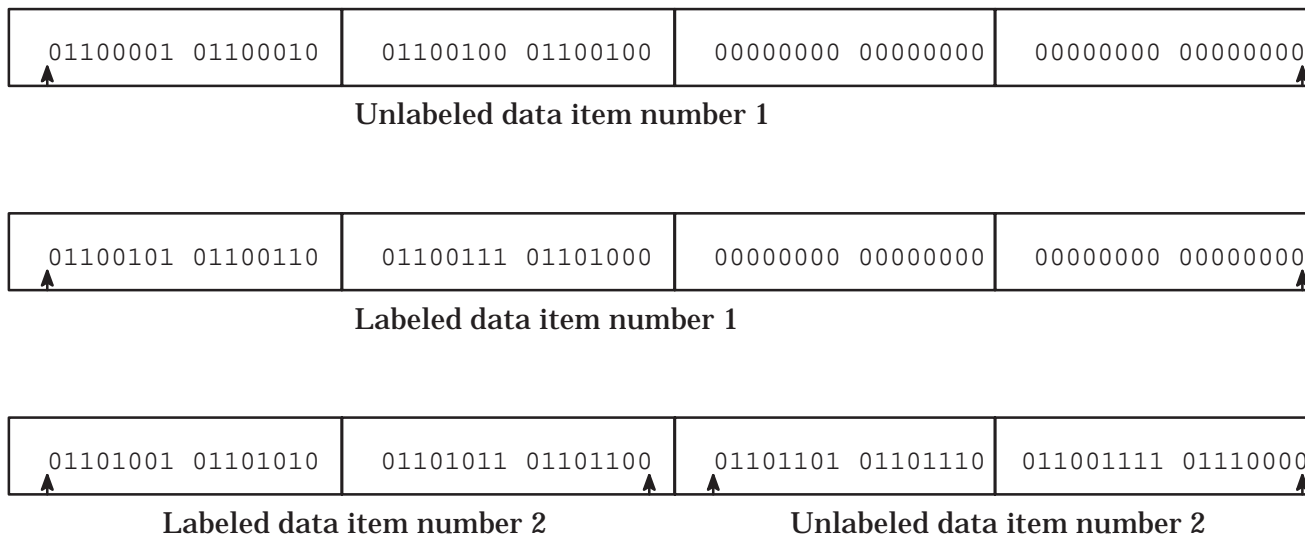 01100001 01100010 01100100 01100100 00000000 00000000 00000000 00000000
Unlabeled data item number 1
01100101 01100110 01100111 01101000 00000000 00000000 00000000 00000000
Labeled data item number 1
01101001 01101010 01101011 01101100 01101101 01101110 011001111 01110000
Labeled data item number 2 Unlabeled data item number 2